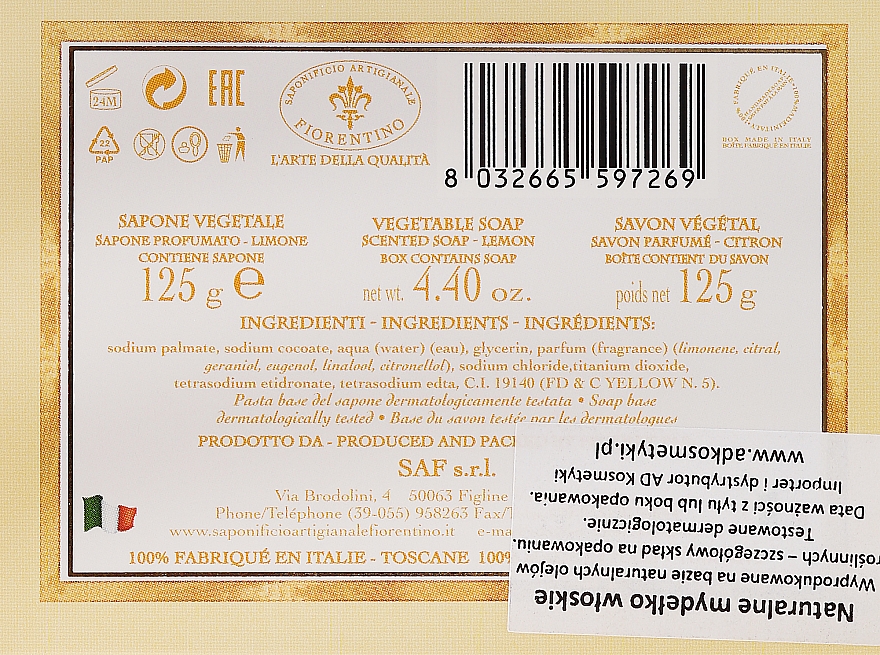 24M
EAC
22
PAP
SAPONIFICIO ARTIGIANALE
FIORENTINO
L'ARTE DELLA QUALITÀ
8 032665 597269
BOX MADE IN ITALY
BOÎTE FABRIQUÉ EN ITALIE
SAPONE VEGETALE
SAPONE PROFUMATO - LIMONE
CONTIENE SAPONE
125 g e
VEGETABLE SOAP
SCENTED SOAP - LEMON
BOX CONTAINS SOAP
net wt. 4.40 oz.
SAVON VÉGÉTAL
SAVON PARFUMÉ - CITRON
BOÎTE CONTIENT DU SAVON
poids net 125 g
INGREDIENTI - INGREDIENTS - INGRÉDIENTS:
sodium palmate, sodium cocoate, aqua (water) (eau), glycerin, parfum (fragrance) (limonene, citral,
geraniol, eugenol, linalool, citronellol), sodium chloride,titanium dioxide,
tetrasodium etidronate, tetrasodium edta, C.I. 19140 (FD & C YELLOW N. 5).
Pasta base del sapone dermatologicamente testata • Soap base
dermatologically tested • Base du savon testée par les dermatologues
PRODOTTO DA - PRODUCED AND
SAF s.r.l.
Via Brodolini, 4 50063 Figline
Phone/Téléphone (39-055) 958263 Fax/
www.saponificioartigianalefiorentino.it
100% FABRIQUÉ EN ITALIE - TOSCANE 100%
Naturalne mydełko włoskie
Wyprodukowane na bazie naturalnych olejów
roślinnych – szczegółowy skład na opakowaniu.
Testowane dermatologicznie.
Data ważności z tyłu lub boku opakowania.
Importer i dystrybutor AD Kosmetyki
www.adkosmetyki.pl